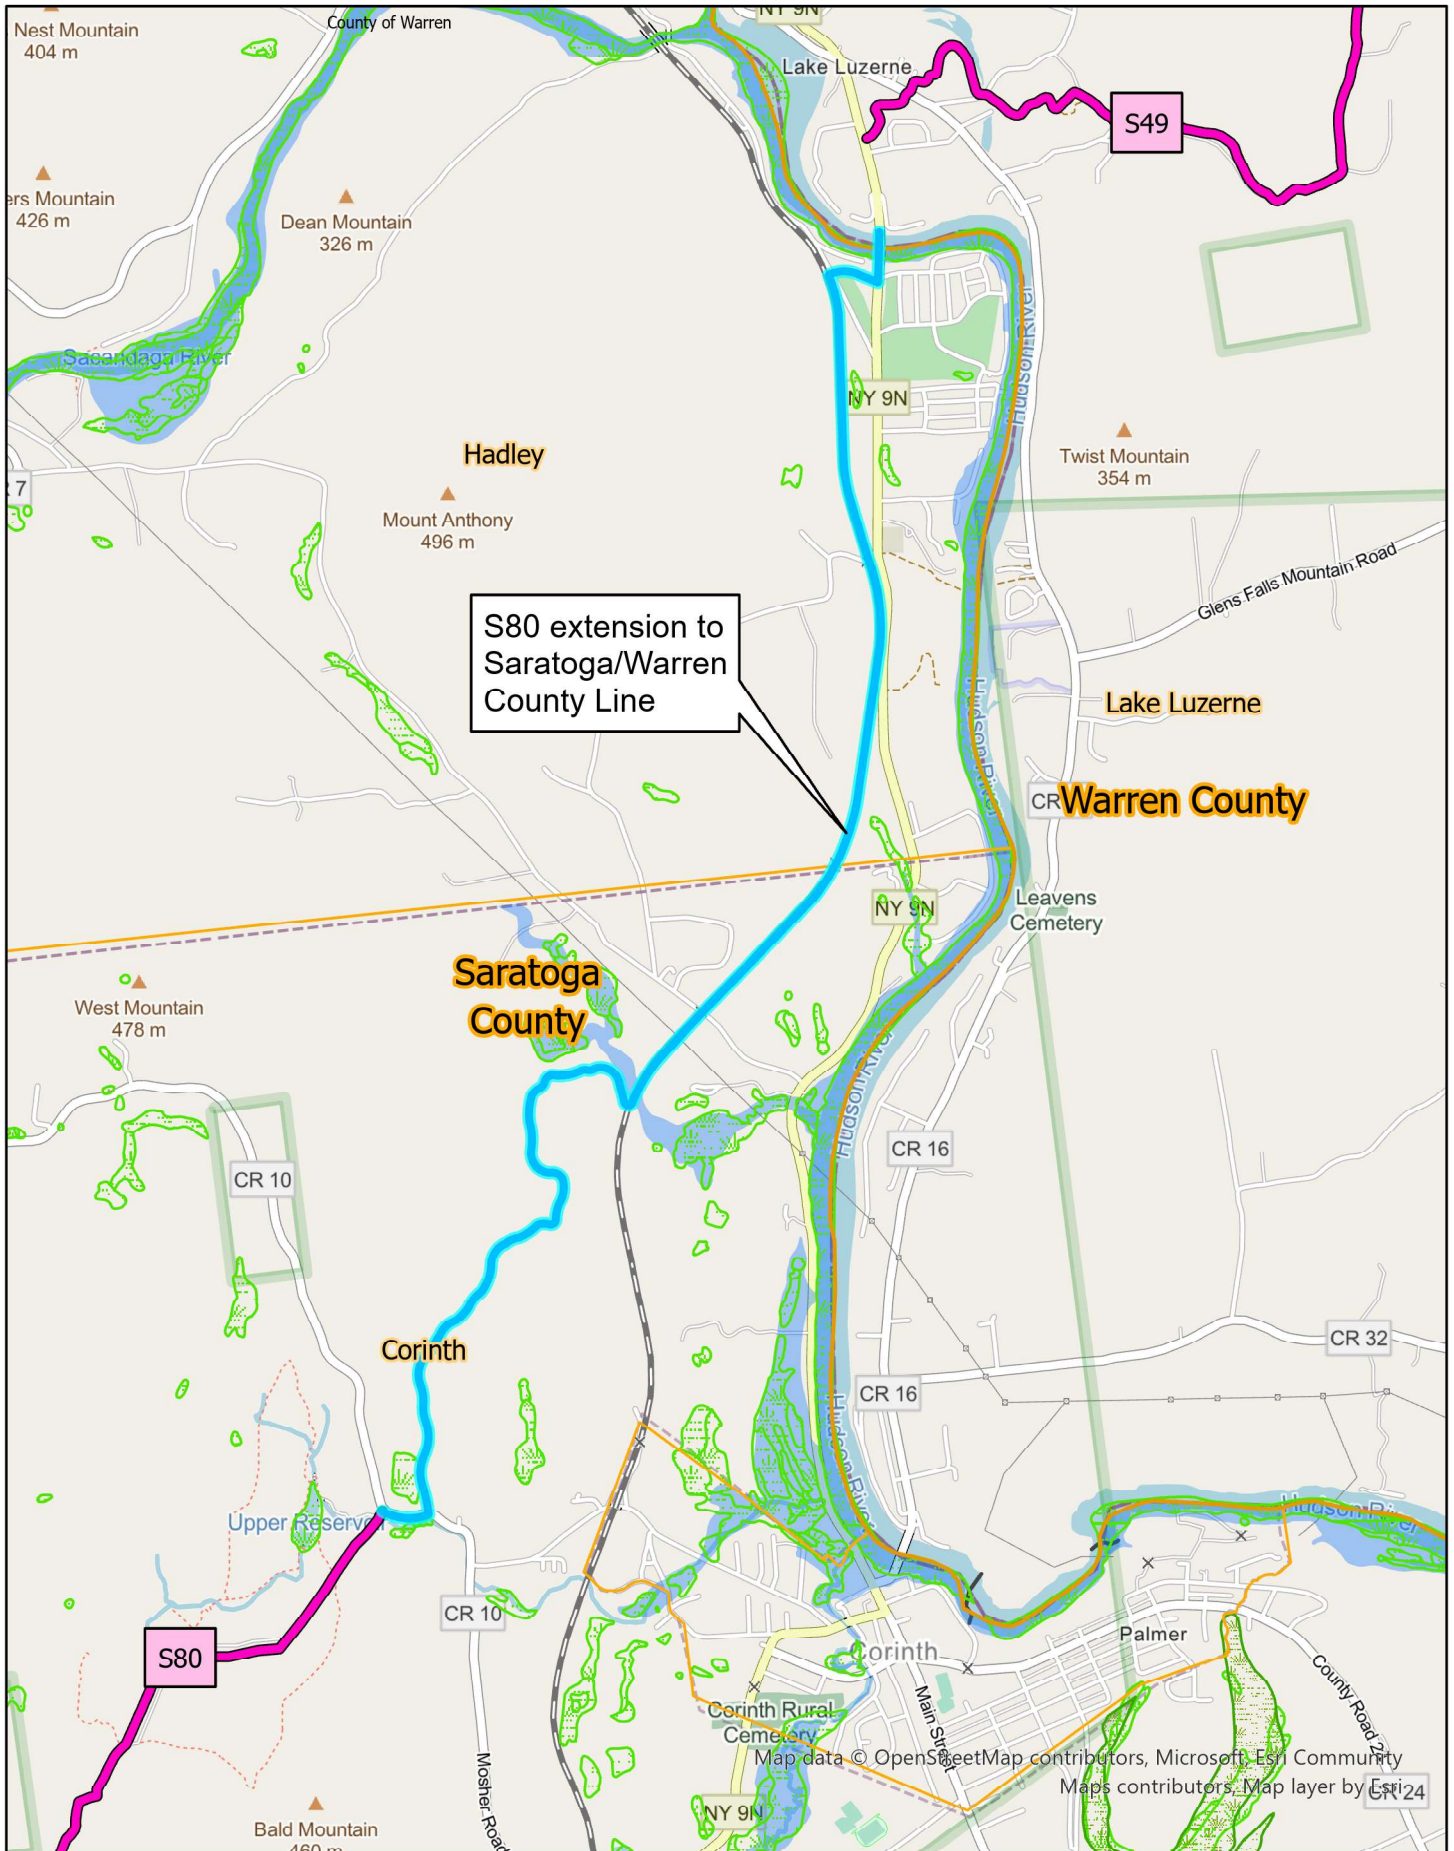 Nest Mountain
404 m
County of Warren
NY 9N
Lake Luzerne
S49
ers Mountain
426 m
Dean Mountain
326 m
Sacandaga River
Hudson River
NY 9N
Hadley
Twist Mountain
354 m
R 7
Mount Anthony
496 m
Glens Falls Mountain Road
S80 extension to
Saratoga/Warren
County Line
Hudson River
Lake Luzerne
CR
Warren County
Leavens
Cemetery
NY 9N
Saratoga
County
West Mountain
478 m
Hudson River
CR 16
CR 10
CR 32
Corinth
CR 16
Hudson River
Upper Reservoi
Hudson River
CR 10
Palmer
S80
Corinth
County Road 24
Main Street
Corinth Rural
Cemetery
Mosher Road
Map data © OpenStreetMap contributors, Microsoft, Esri Community
Maps contributors, Map layer by Esri
CR 24
NY 9N
Bald Mountain
460 m